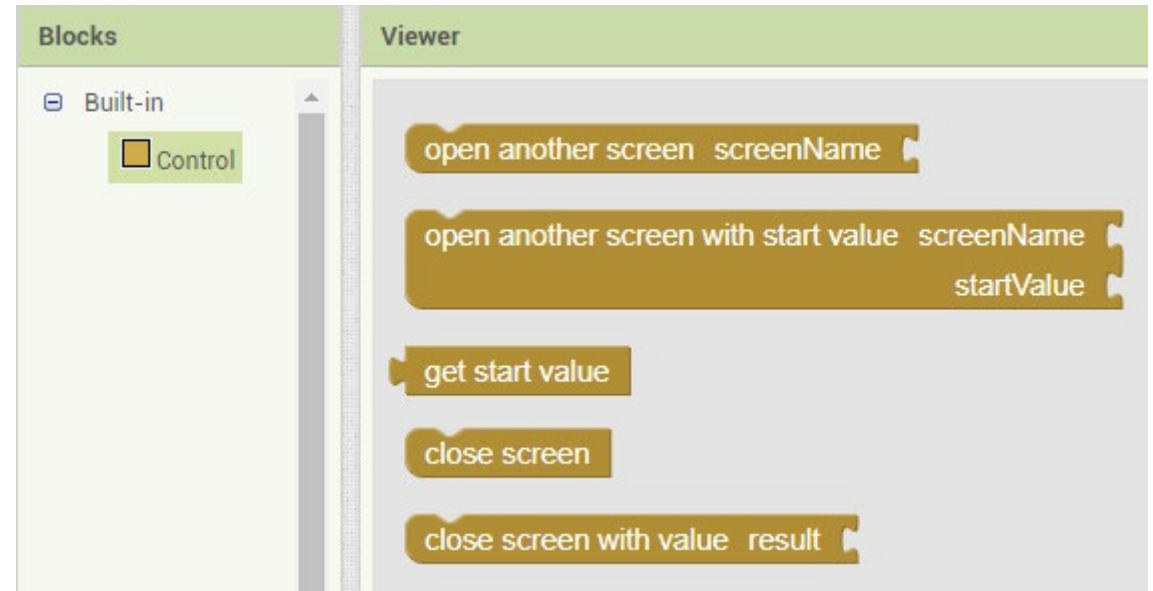 Blocks
Viewer
Built-in
Control
open another screen screenName
open another screen with start value screenName
startValue
get start value
close screen
close screen with value result